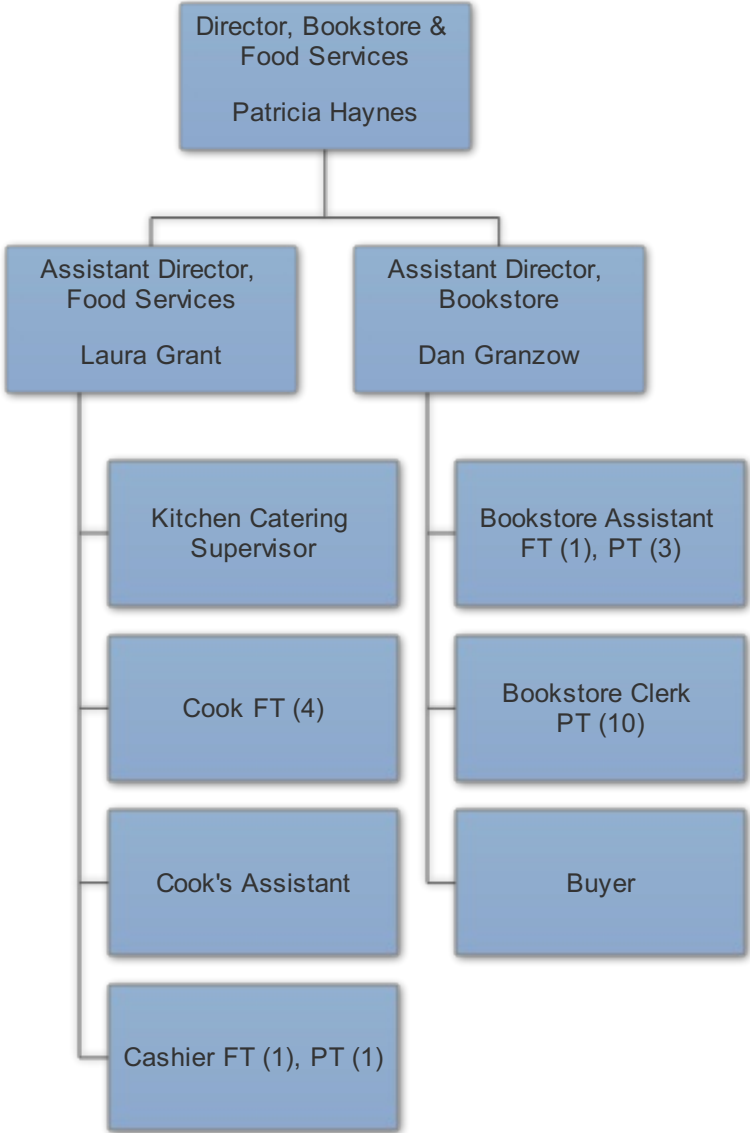 Director, Bookstore &
Food Services
Patricia Haynes
Assistant Director,
Food Services
Laura Grant
Assistant Director,
Bookstore
Dan Granzow
Kitchen Catering
Supervisor
Cook FT (4)
Cook's Assistant
Cashier FT (1), PT (1)
Bookstore Assistant
FT (1), PT (3)
Bookstore Clerk
PT (10)
Buyer